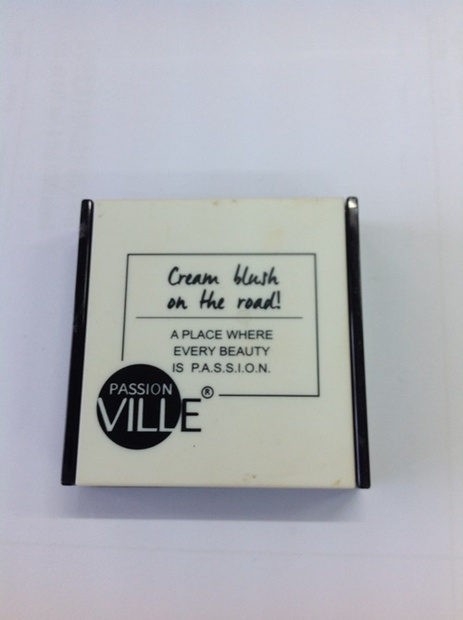 Cream blush
on the road!
A PLACE WHERE
EVERY BEAUTY
IS P.A.S.S.I.O.N.
PASSION
VILLE®